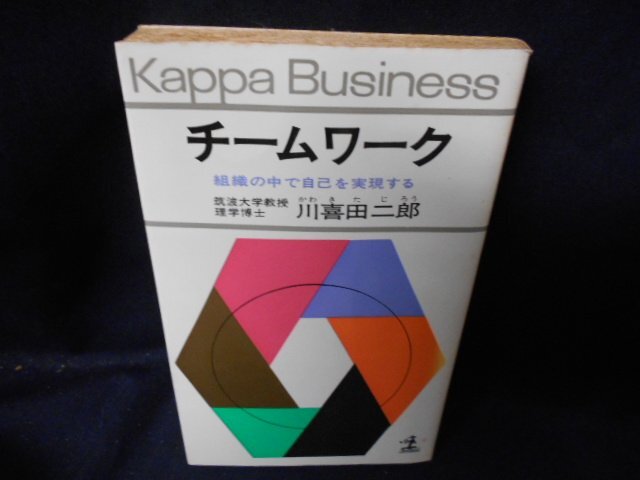 Kappa Business
チームワーク
組織の中で自己を実現する
筑波大学教授
理学博士
かわ き た じ ろう
川喜田二郎